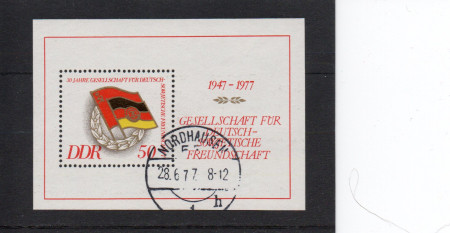 30 JAHRE GESELLSCHAFT FÜR DEUTSCH-
SOWJETISCHE
DDR 50
1947-1977
GESELLSCHAFT FÜR
DEUTSCH-
SOWJETISCHE
FREUNDSCHAFT
NORDHAUSEN
28.6.77. 8-12
1 h